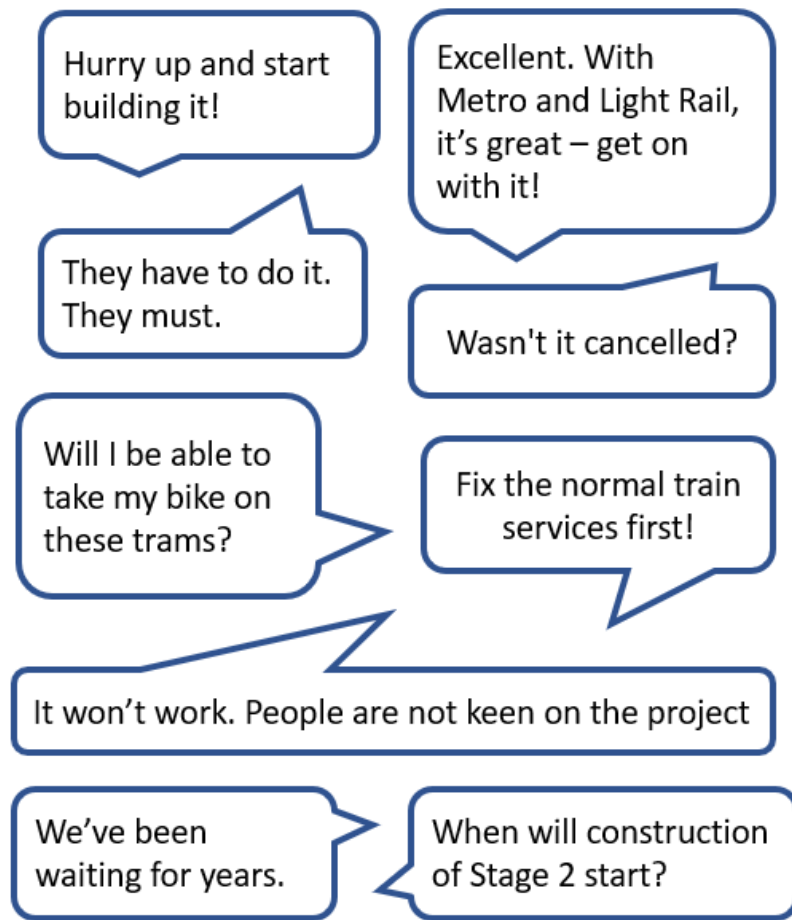 Hurry up and start
building it!
Excellent. With
Metro and Light Rail,
it’s great – get on
with it!
They have to do it.
They must.
Wasn't it cancelled?
Will I be able to
take my bike on
these trams?
Fix the normal train
services first!
It won’t work. People are not keen on the project
We’ve been
waiting for years.
When will construction
of Stage 2 start?